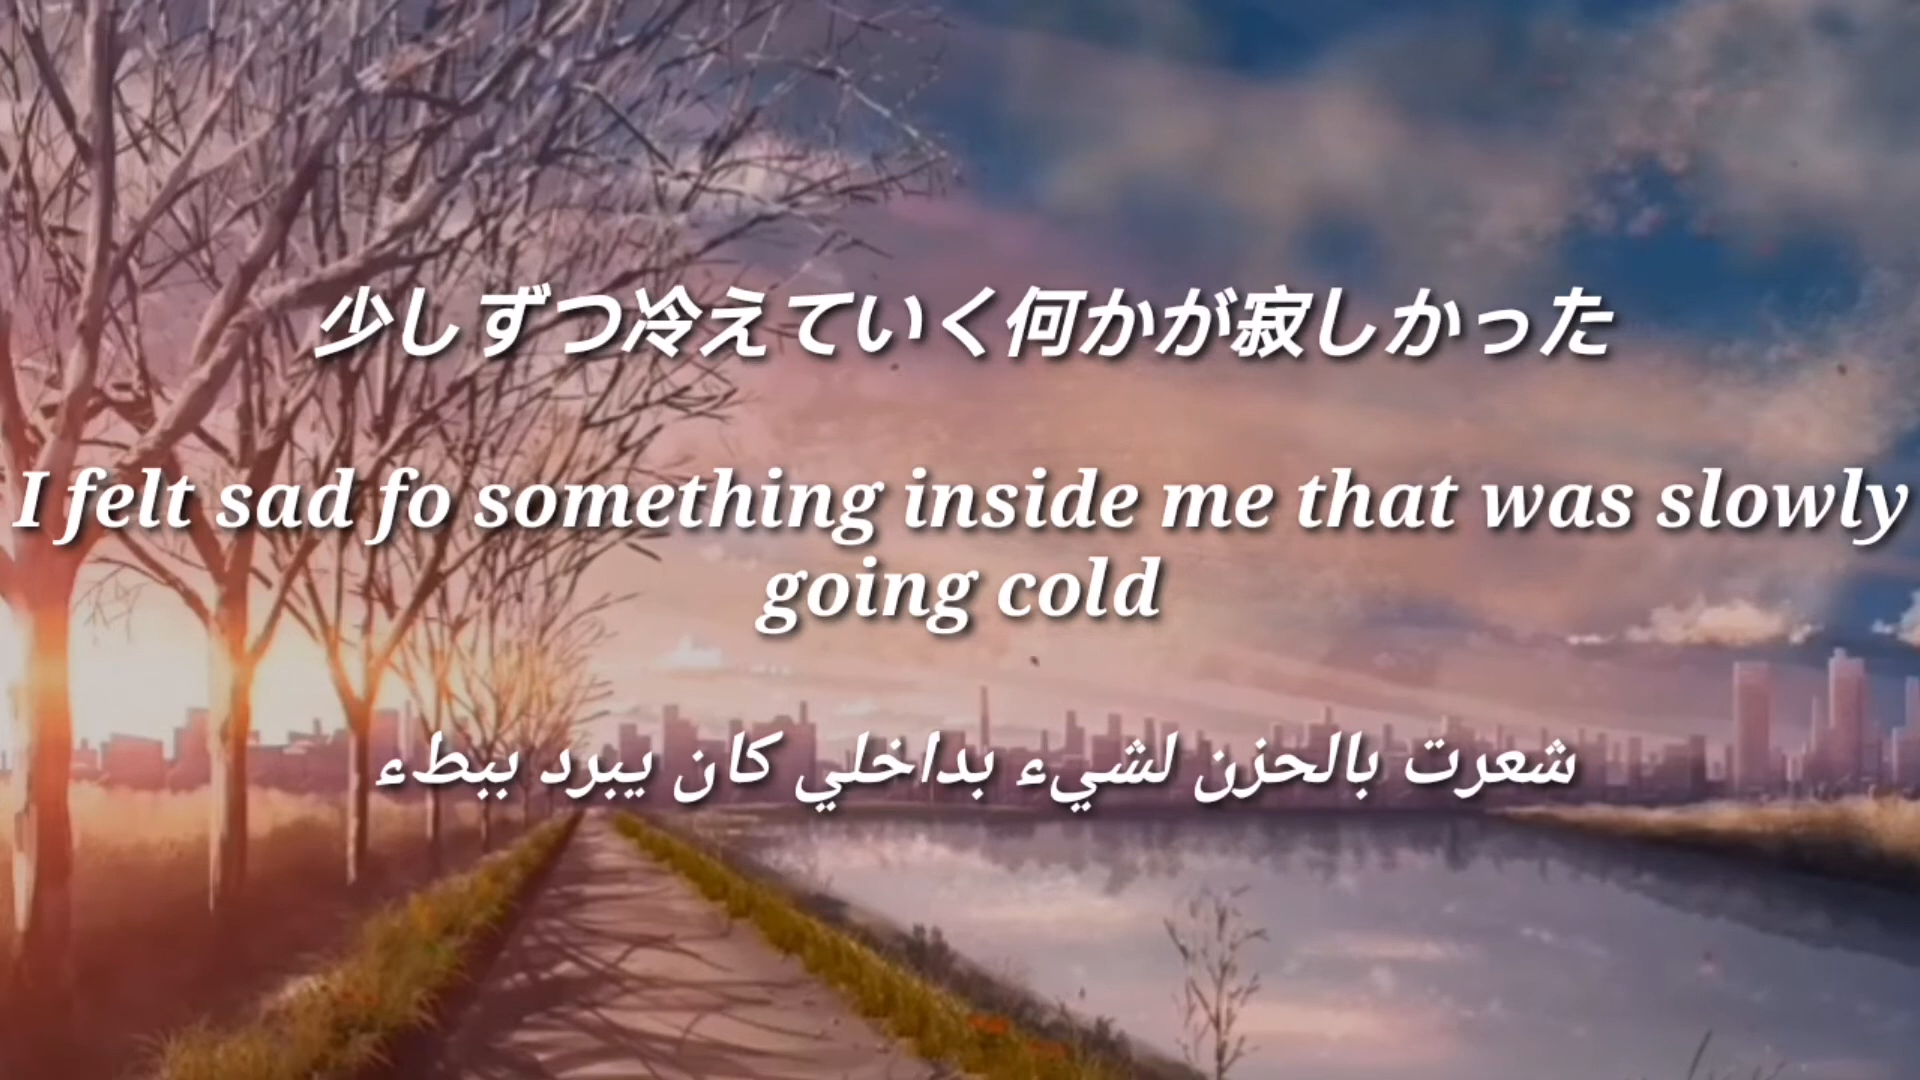 少しずつ冷えていく何かが寂しかった
I felt sad fo something inside me that was slowly
going cold
شعرت بالحزن لشيء بداخلي كان يبرد ببطء